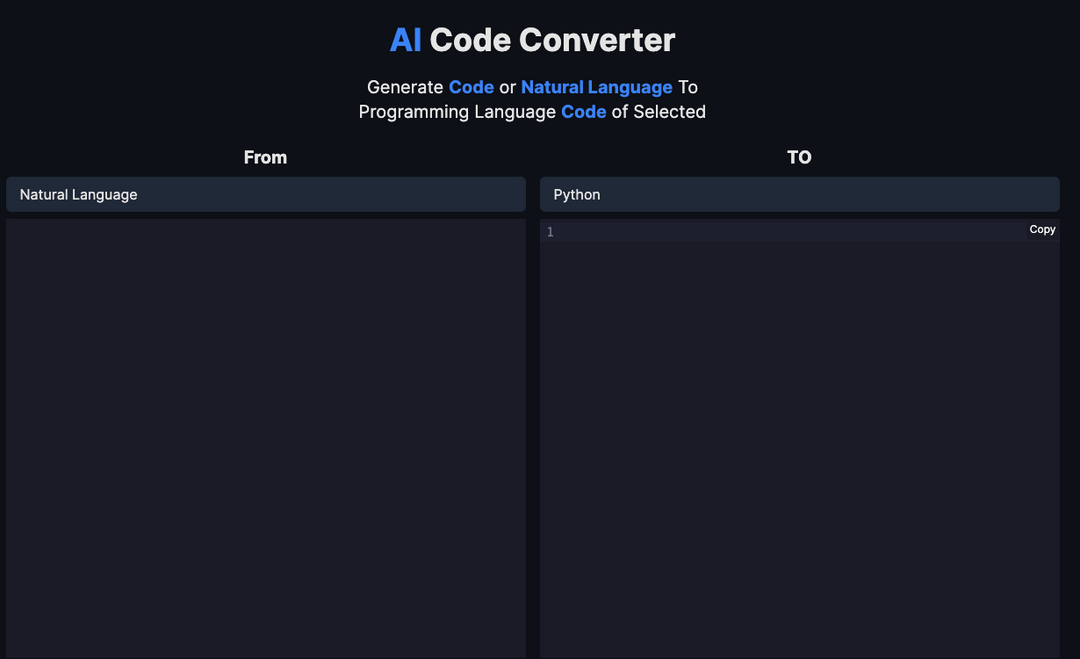 AI Code Converter
Generate Code or Natural Language To
Programming Language Code of Selected
From
TO
Natural Language
Python
1
Copy